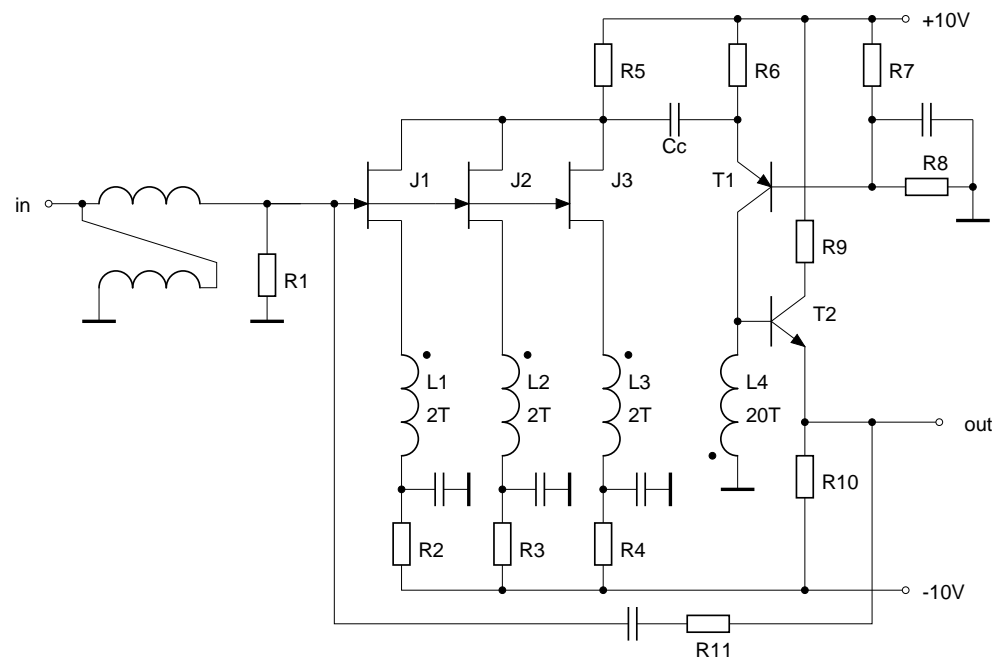 +10V
R5
R6
R7
Cc
R8
J1
J2
J3
T1
in
R9
R1
T2
L1
2T
L2
2T
L3
2T
L4
20T
out
R10
R2
R3
R4
-10V
R11